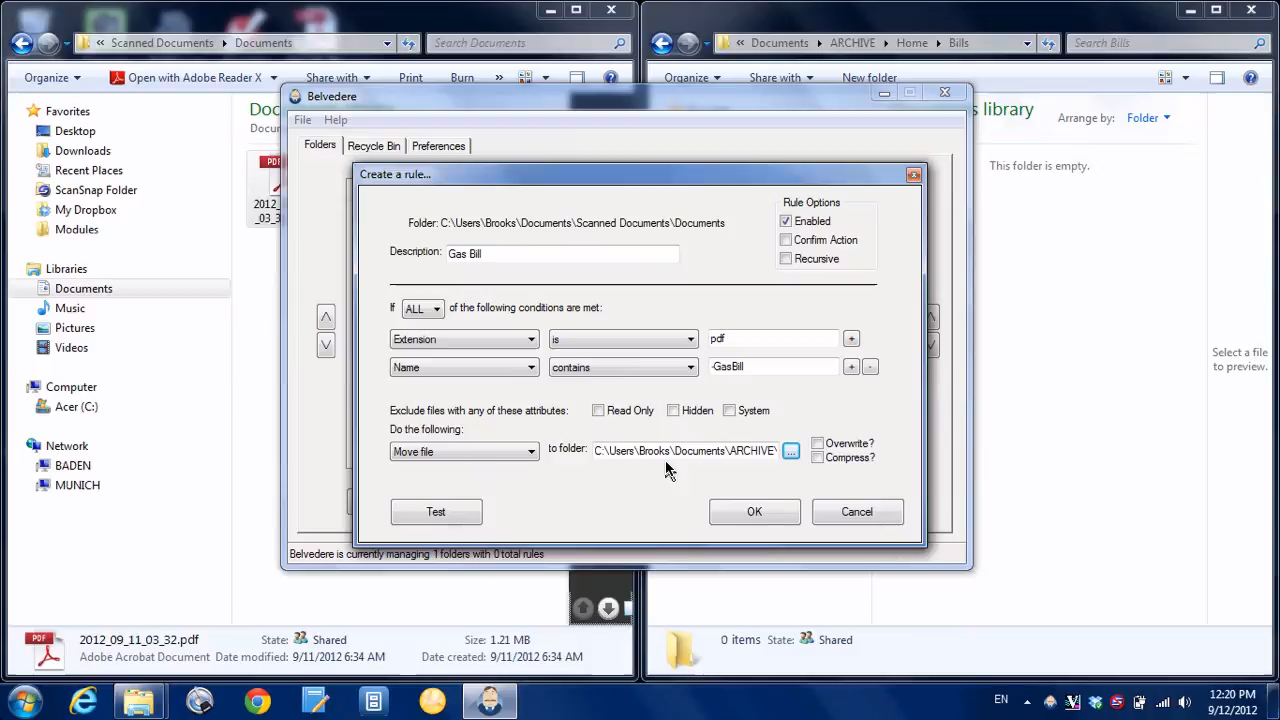 Scanned Documents
Documents
Search Documents
Documents
ARCHIVE
Home
Bills
Search Bills
Organize
Open with Adobe Reader X
Share with
Print
Burn
»
Organize
Share with
New folder
Favorites
Desktop
Downloads
Recent Places
ScanSnap Folder
My Dropbox
Modules
Libraries
Documents
Music
Pictures
Videos
Computer
Acer (C:)
Network
BADEN
MUNICH
Belvedere
File Help
Folders
Recycle Bin
Preferences
s library
Arrange by: Folder
This folder is empty.
Select a file
to preview.
Create a rule...
Folder: C:\Users\Brooks\Documents\Scanned Documents\Documents
Description: Gas Bill
Rule Options
Enabled
Confirm Action
Recursive
If ALL of the following conditions are met:
Extension is pdf +
Name contains -GasBill + -
Exclude files with any of these attributes: Read Only Hidden System
Do the following:
Move file to folder: C:\Users\Brooks\Documents\ARCHIVE\ ...
Overwrite?
Compress?
Test
OK
Cancel
Belvedere is currently managing 1 folders with 0 total rules
PDF
2012_09_11_03_32.pdf
State: Shared
Size: 1.21 MB
Adobe Acrobat Document
Date modified: 9/11/2012 6:34 AM
Date created: 9/11/2012 6:34 AM
0 items
State: Shared
EN
12:20 PM
9/12/2012